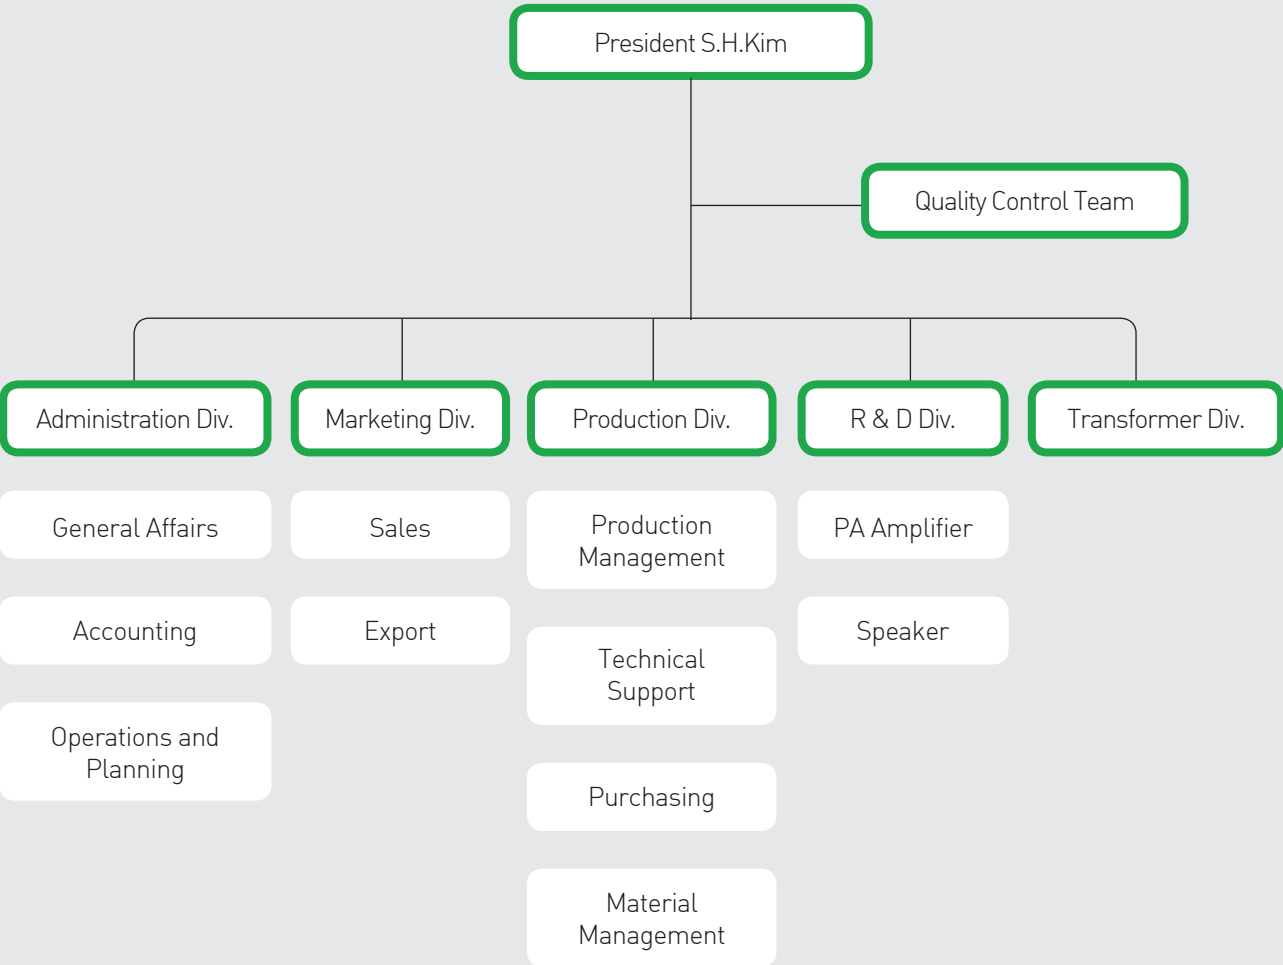 President S.H.Kim
Quality Control Team
Administration Div.
Marketing Div.
Production Div.
R & D Div.
Transformer Div.
General Affairs
Accounting
Operations and
Planning
Sales
Export
Production
Management
Technical
Support
Purchasing
Material
Management
PA Amplifier
Speaker